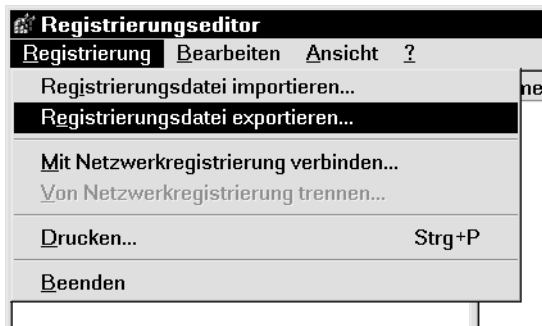 Registrierungseditor
Registrierung Bearbeiten Ansicht ?
Registrierungsdatei importieren...
Registrierungsdatei exportieren...
Mit Netzwerkregistrierung verbinden...
Von Netzwerkregistrierung trennen...
Drucken... Strg+P
Beenden